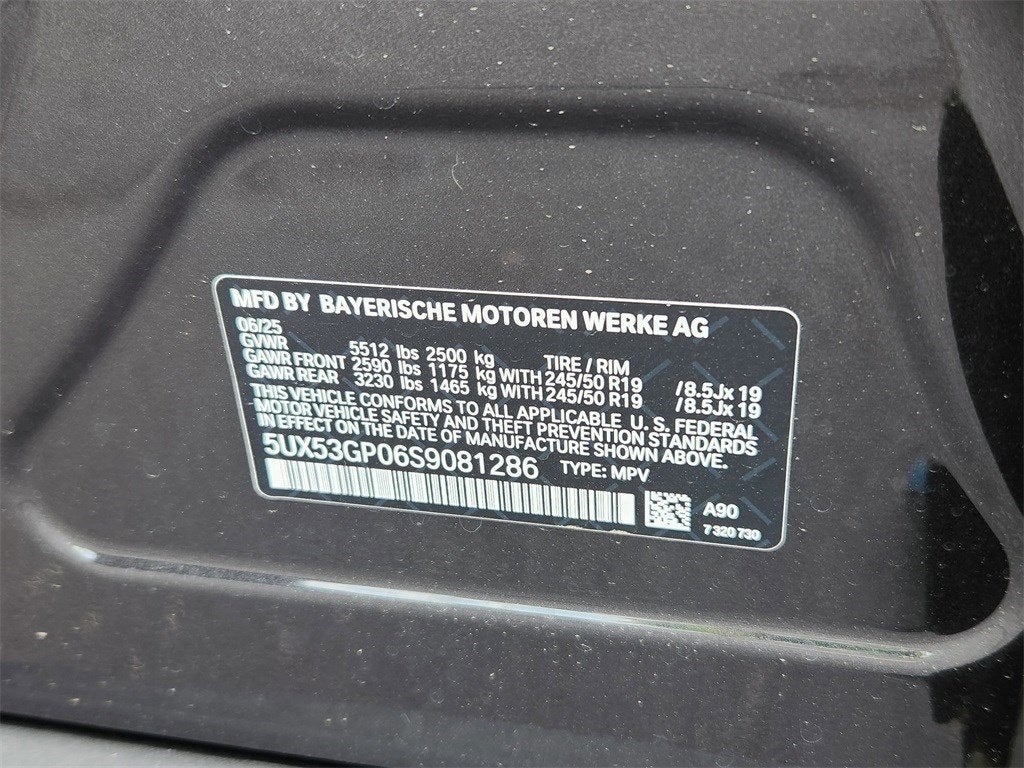 MFD BY BAYERISCHE MOTOREN WERKE AG
06/25
GVWR 5512 lbs 2500 kg TIRE / RIM
GAWR FRONT 2590 lbs 1175 kg WITH 245/50 R19 /8.5Jx19
GAWR REAR 3230 lbs 1465 kg WITH 245/50 R19 /8.5Jx19
THIS VEHICLE CONFORMS TO ALL APPLICABLE U. S. FEDERAL
MOTOR VEHICLE SAFETY AND THEFT PREVENTION STANDARDS
IN EFFECT ON THE DATE OF MANUFACTURE SHOWN ABOVE.
5UX53GP06S9081286 TYPE: MPV
A90
7 320 730